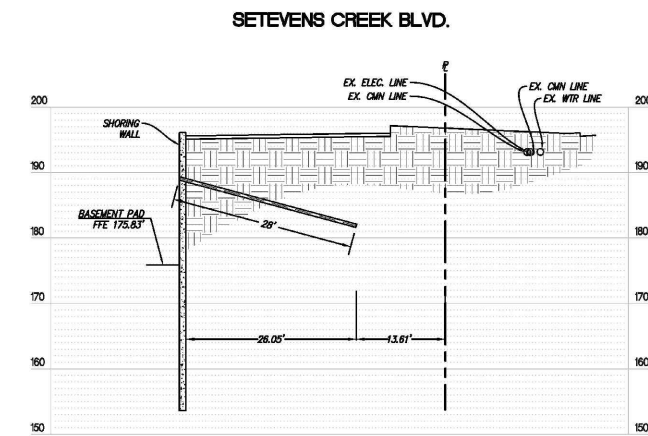 SETEVENS CREEK BLVD.
PL
EX. ELEC. LINE
EX. CMN LINE
EX. CMN LINE
EX. WTR LINE
200
200
SHORING
WALL
190
190
BASEMENT PAD
FFE 175.83'
28'
180
180
170
170
26.05'
13.61'
160
160
150
150